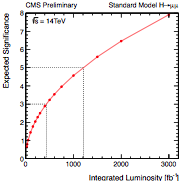 CMS Preliminary Standard Model H→μμ
√s = 14TeV
Expected Significance
8
7
6
5
4
3
2
1
0
0 500 1000 1500 2000 2500 3000
Integrated Luminosity [fb⁻¹]